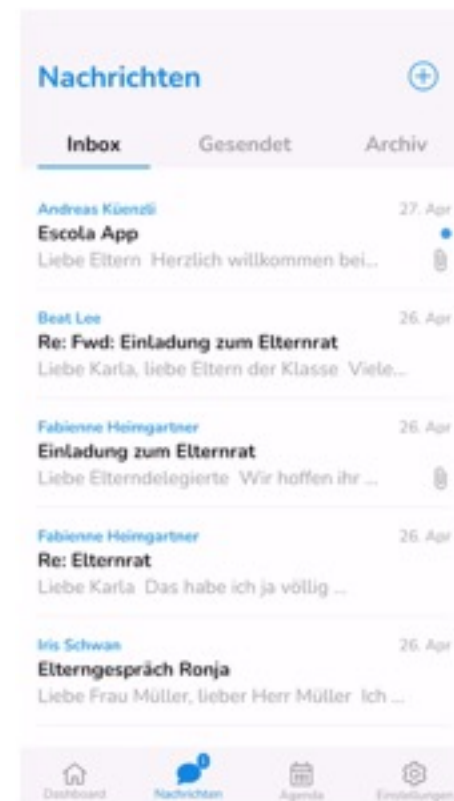 Nachrichten
Inbox Gesendet Archiv
Andreas Küenzli 27. Apr
Escola App
Liebe Eltern Herzlich willkommen bei...
Beat Lee 26. Apr
Re: Fwd: Einladung zum Elternrat
Liebe Karla, liebe Eltern der Klasse Viele...
Fabienne Heimgartner 26. Apr
Einladung zum Elternrat
Liebe Elterndelegierte Wir hoffen ihr ...
Fabienne Heimgartner 26. Apr
Re: Elternrat
Liebe Karla Das habe ich ja völlig ...
Iris Schwan 26. Apr
Elterngespräch Ronja
Liebe Frau Müller, lieber Herr Müller Ich ...
Dashboard Nachrichten Agenda Einstellungen